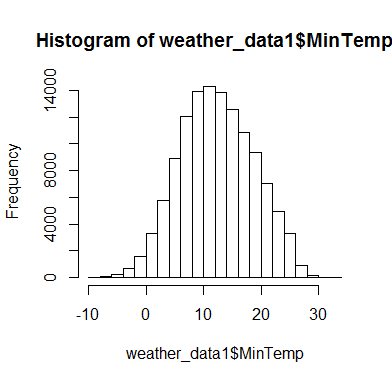 Histogram of weather_data1$MinTemp
Frequency
0 4000 8000 14000
-10 0 10 20 30
weather_data1$MinTemp